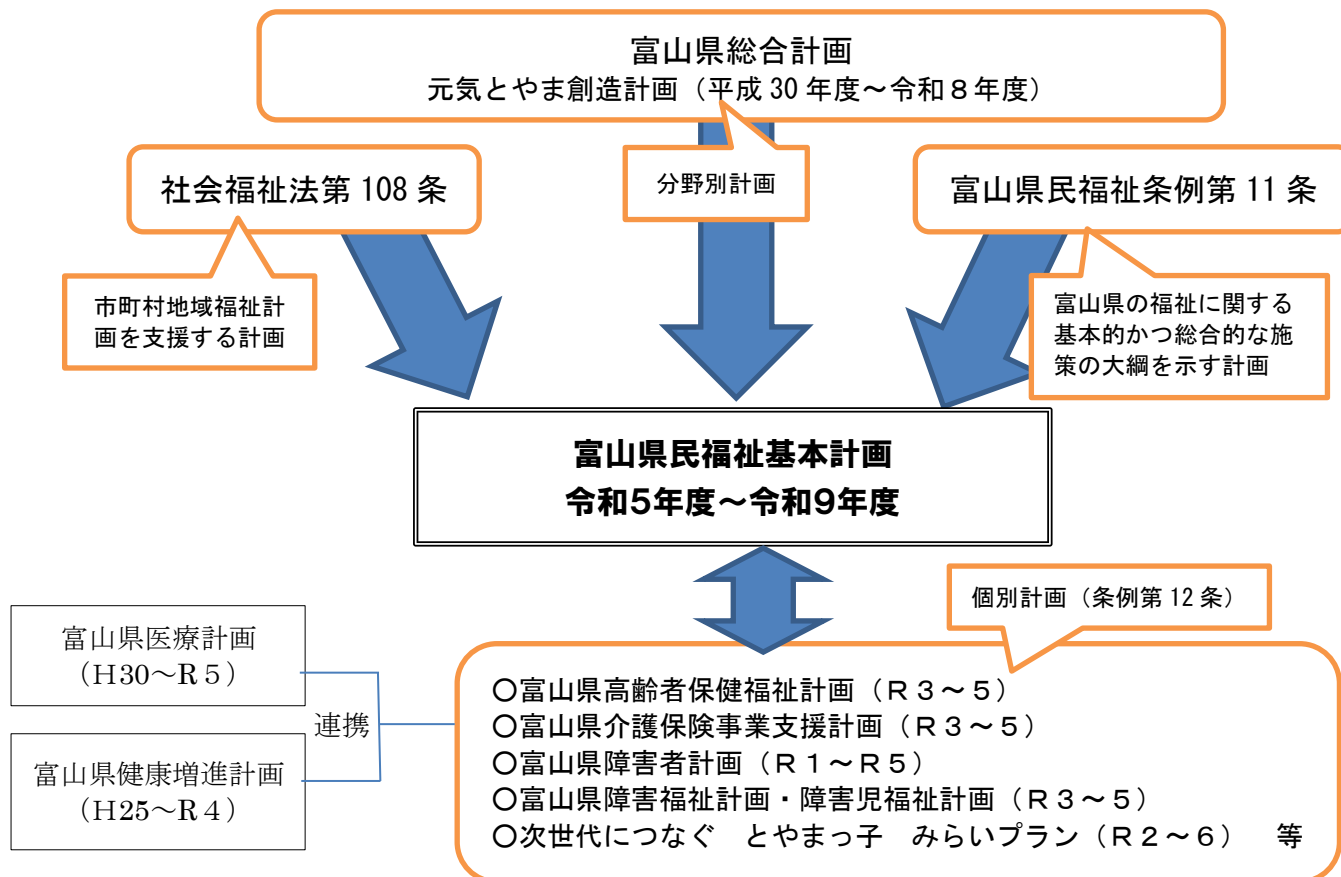 富山県総合計画
元気とやま創造計画（平成 30 年度～令和８年度）
分野別計画
社会福祉法第 108 条
市町村地域福祉計
画を支援する計画
富山県民福祉条例第 11 条
富山県の福祉に関する
基本的かつ総合的な施
策の大綱を示す計画
富山県民福祉基本計画
令和5年度～令和9年度
個別計画（条例第 12 条）
富山県医療計画
（H30～R５）
連携
富山県健康増進計画
（H25～R４）
〇富山県高齢者保健福祉計画（Ｒ３～５）
〇富山県介護保険事業支援計画（Ｒ３～５）
〇富山県障害者計画（Ｒ１～Ｒ５）
〇富山県障害福祉計画・障害児福祉計画（Ｒ３～５）
〇次世代につなぐ　とやまっ子　みらいプラン（Ｒ２～６）　等